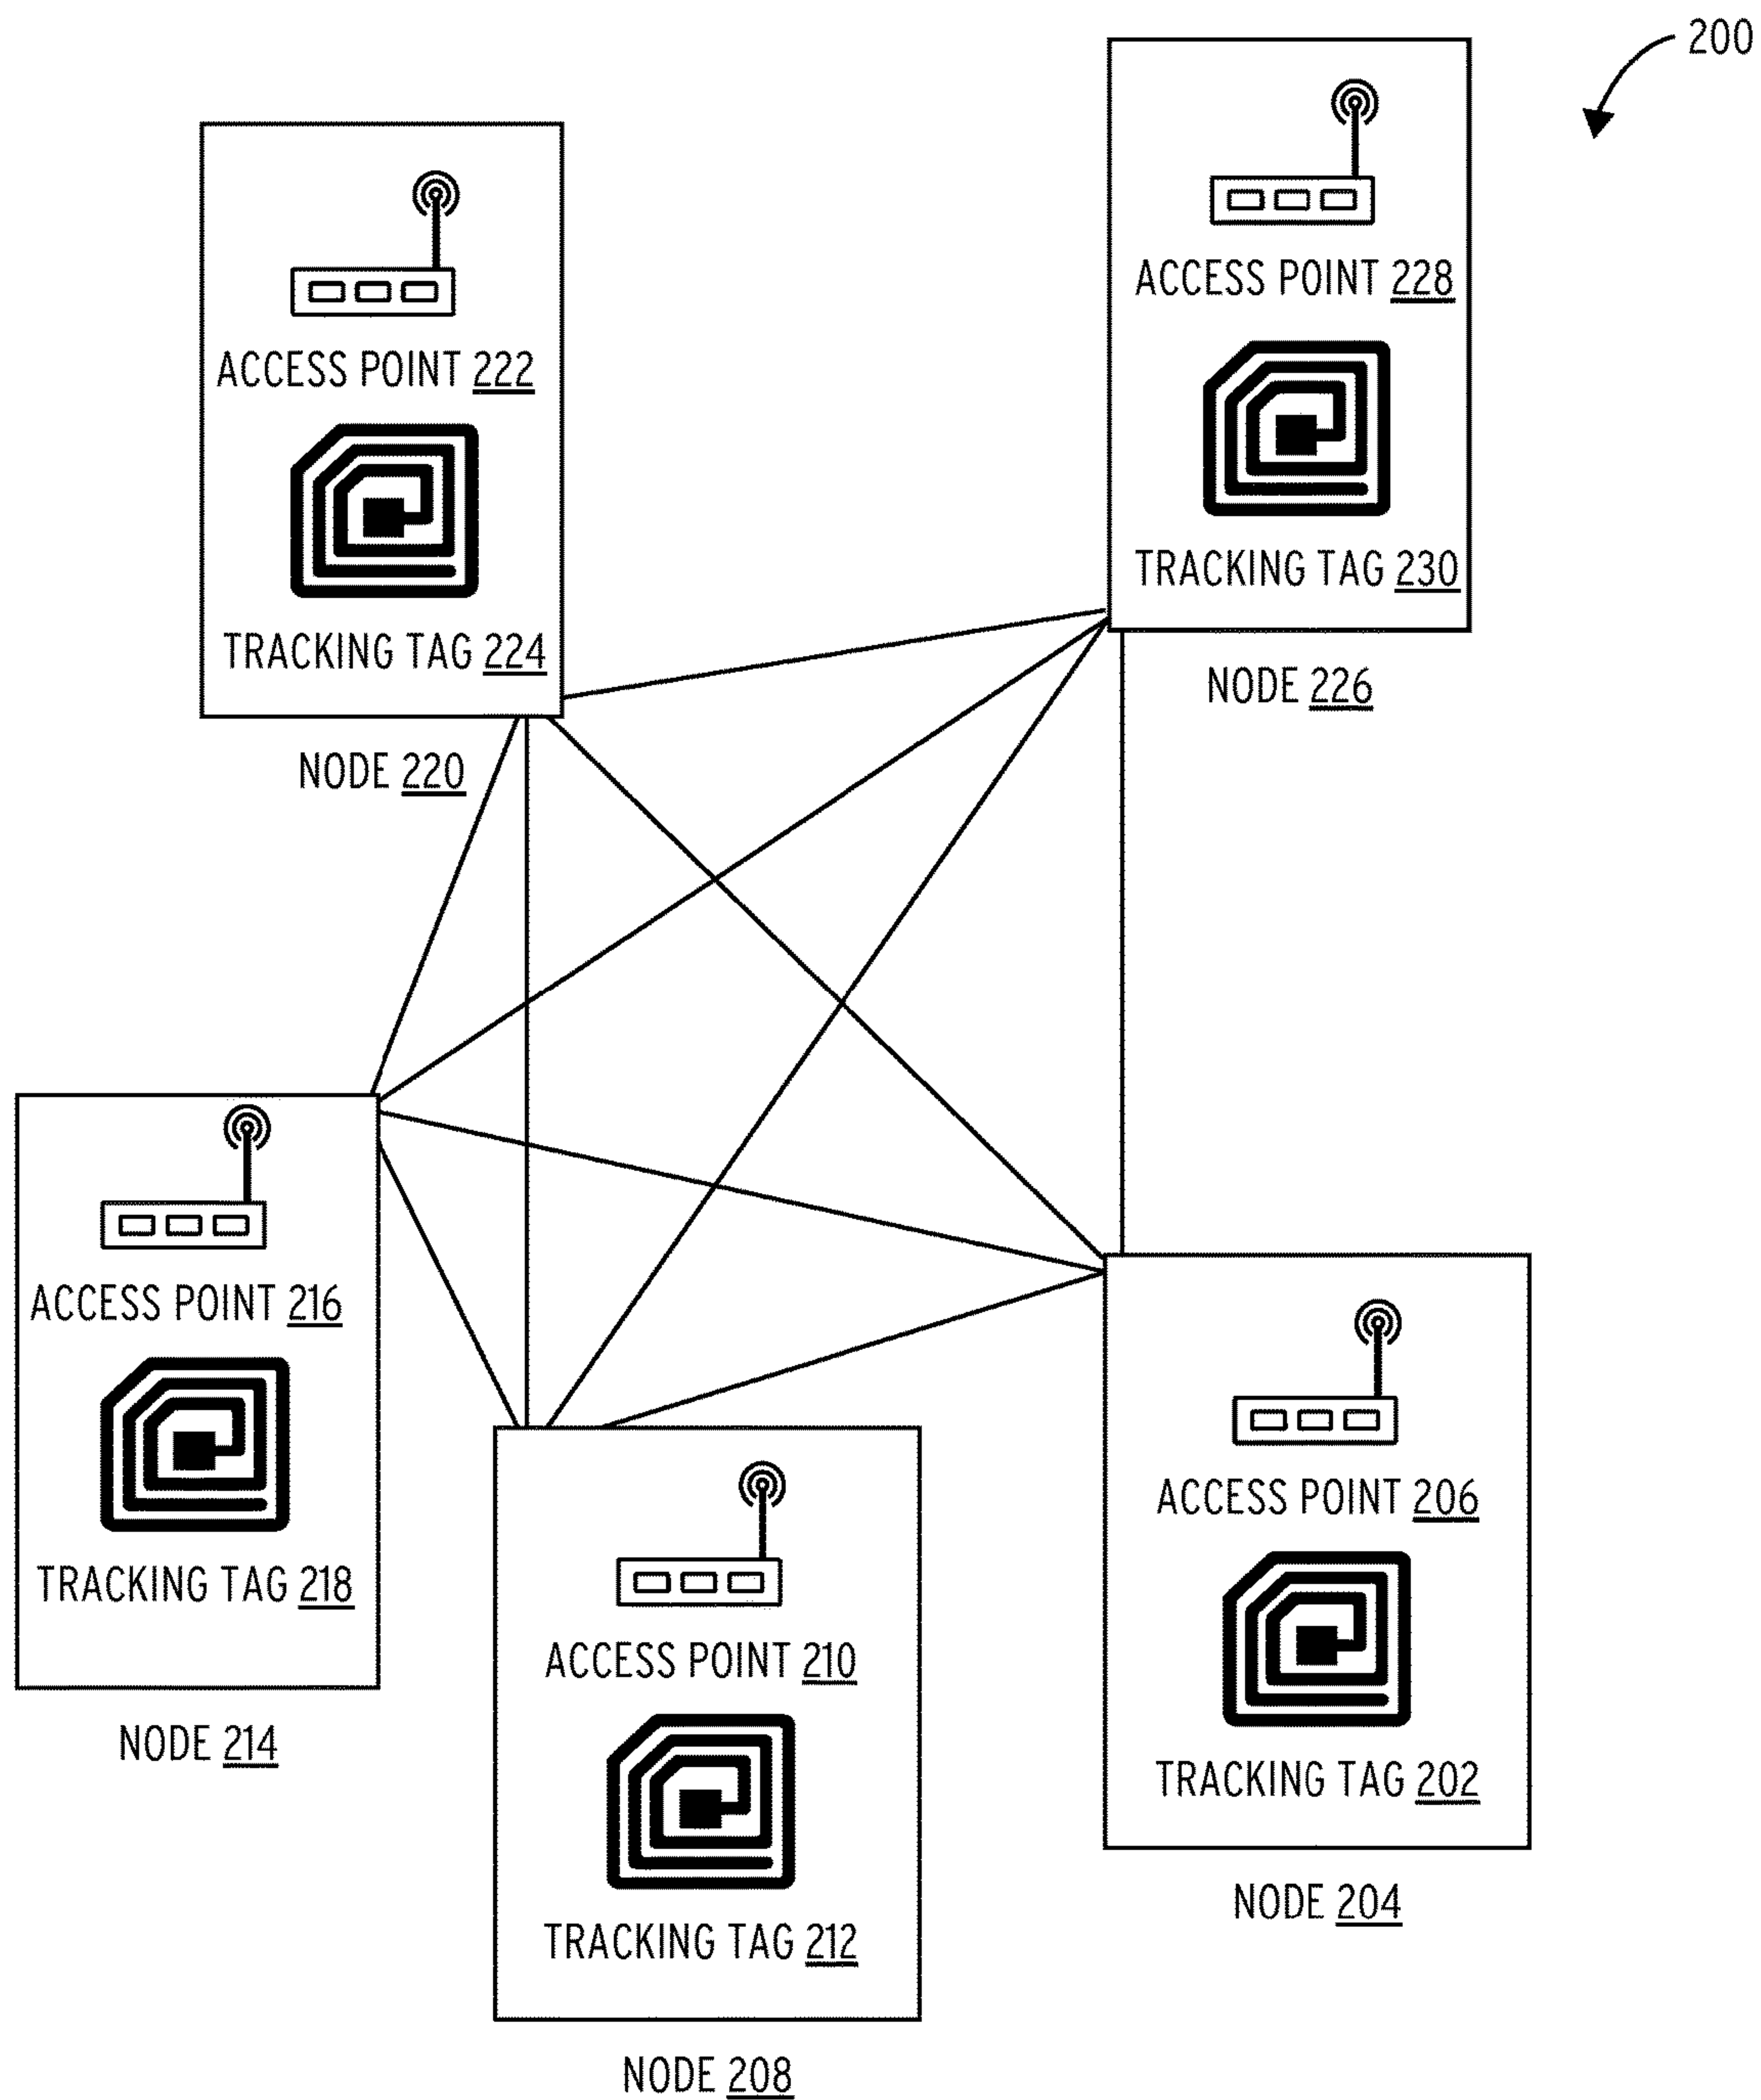 200
ACCESS POINT 228
TRACKING TAG 230
NODE 226
ACCESS POINT 222
TRACKING TAG 224
NODE 220
ACCESS POINT 216
TRACKING TAG 218
NODE 214
ACCESS POINT 210
TRACKING TAG 212
NODE 208
ACCESS POINT 206
TRACKING TAG 202
NODE 204